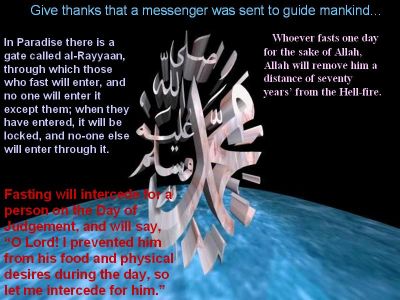 Give thanks that a messenger was sent to guide mankind...
In Paradise there is a
gate called al-Rayyaan,
through which those
who fast will enter, and
no one will enter it
except them; when they
have entered, it will be
locked, and no-one else
will enter through it.
Whoever fasts one day
for the sake of Allah,
Allah will remove him a
distance of seventy
years’ from the Hell-fire.
محمد
صلى الله
عليه
وسلم
Fasting will intercede for a
person on the Day of
Judgement, and will say,
“O Lord! I prevented him
from his food and physical
desires during the day, so
let me intercede for him.”